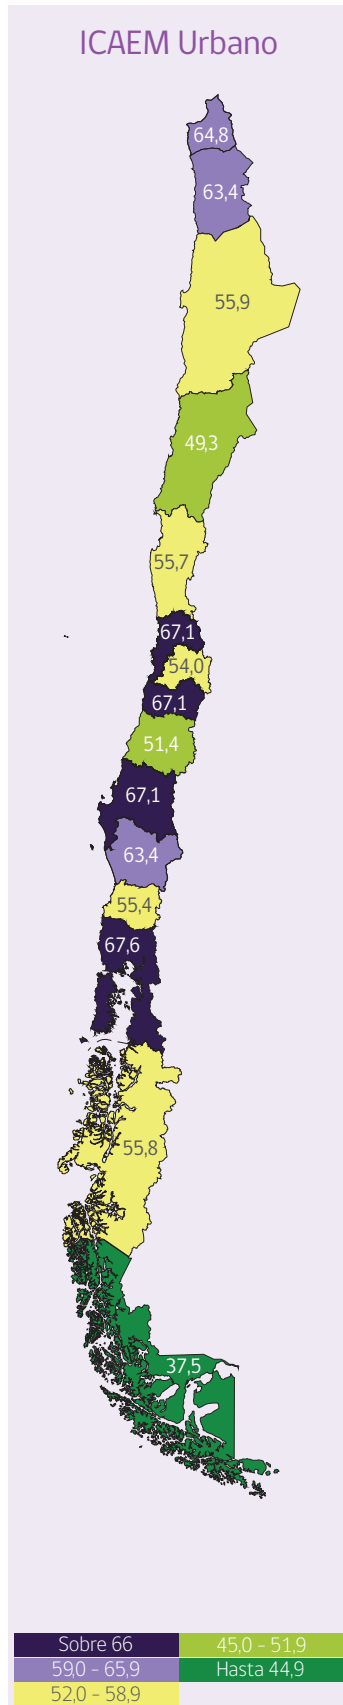 ICAEM Urbano
64,8
63,4
55,9
49,3
55,7
67,1
54,0
67,1
51,4
67,1
63,4
55,4
67,6
55,8
37,5
Sobre 66
45,0 - 51,9
59,0 - 65,9
Hasta 44,9
52,0 - 58,9